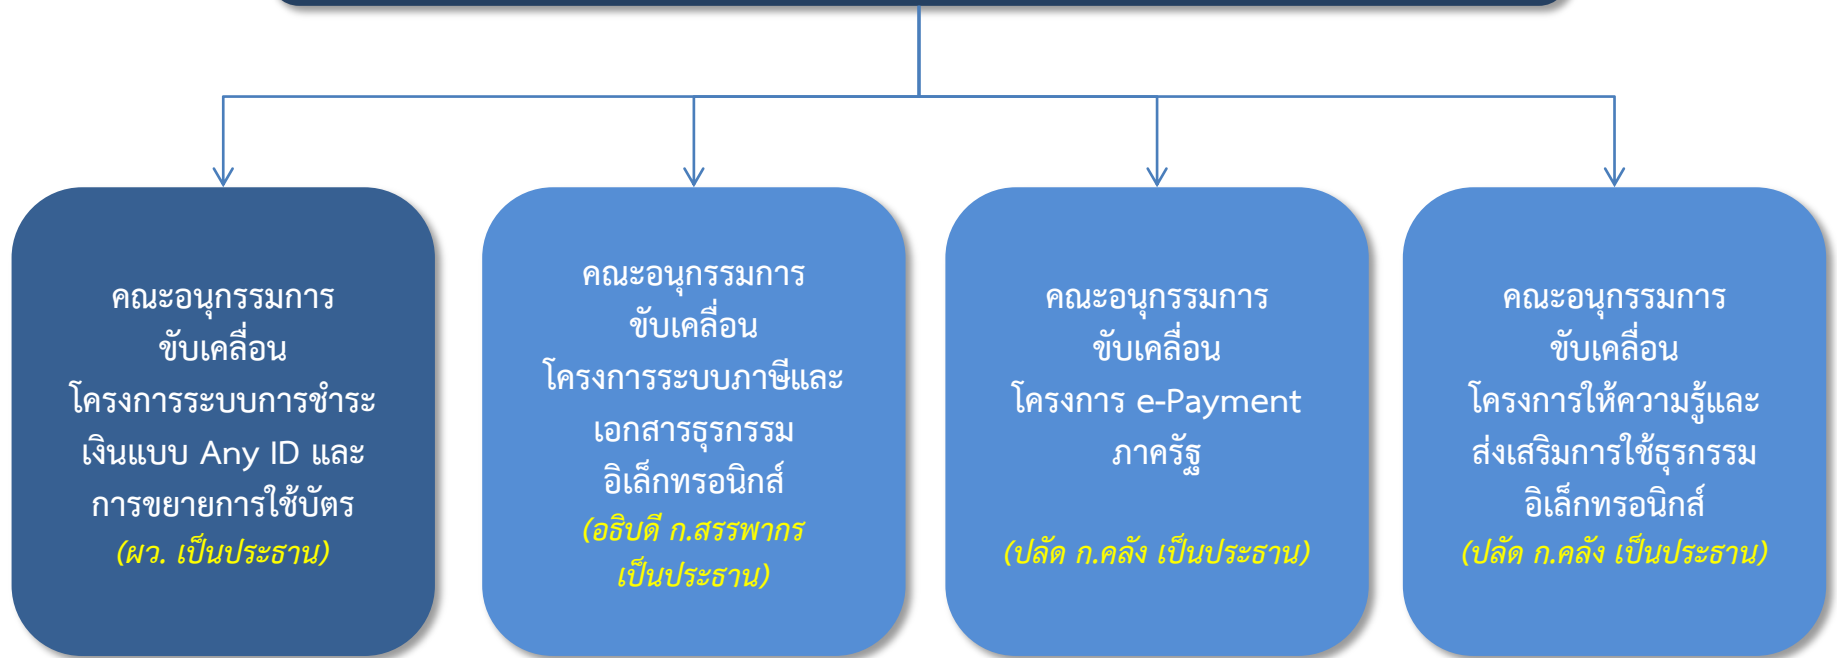 คณะอนุกรรมการ
ขับเคลื่อน
โครงการระบบการชำระ
เงินแบบ Any ID และ
การขยายการใช้บัตร
(ผว. เป็นประธาน)
คณะอนุกรรมการ
ขับเคลื่อน
โครงการระบบภาษีและ
เอกสารธุรกรรม
อิเล็กทรอนิกส์
(อธิบดี ก.สรรพากร
เป็นประธาน)
คณะอนุกรรมการ
ขับเคลื่อน
โครงการ e-Payment
ภาครัฐ
(ปลัด ก.คลัง เป็นประธาน)
คณะอนุกรรมการ
ขับเคลื่อน
โครงการให้ความรู้และ
ส่งเสริมการใช้ธุรกรรม
อิเล็กทรอนิกส์
(ปลัด ก.คลัง เป็นประธาน)